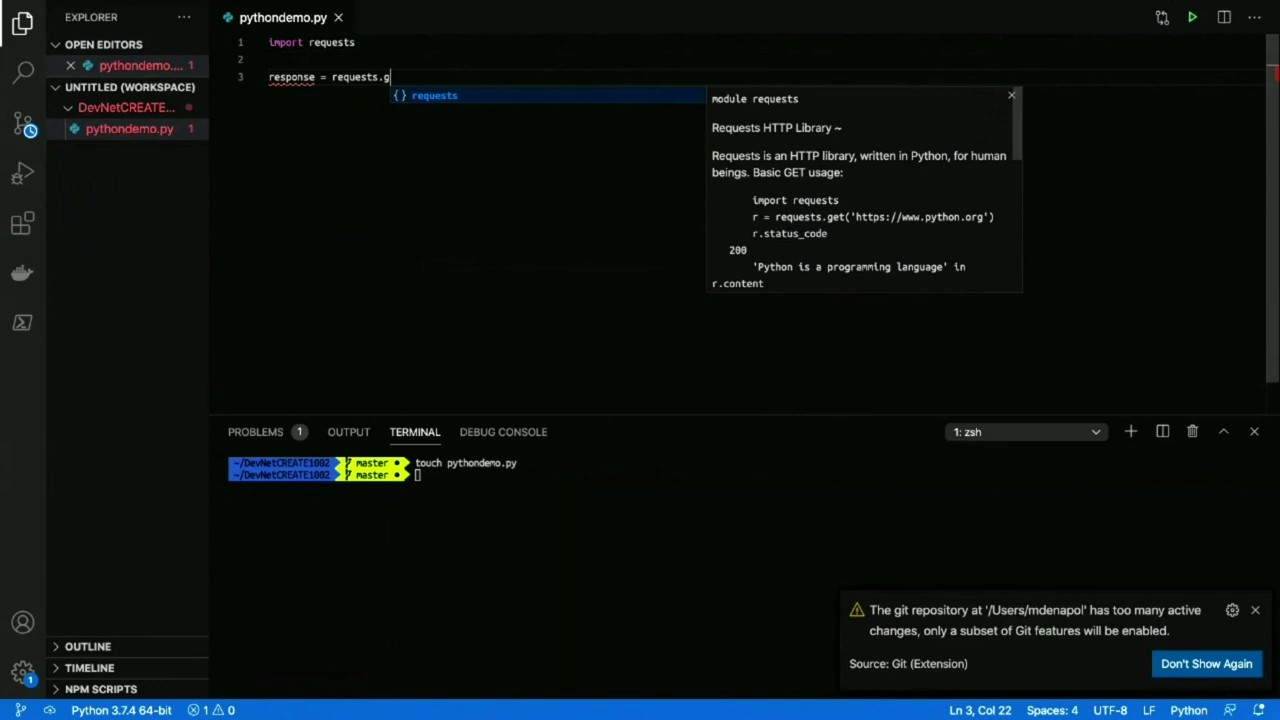 EXPLORER
OPEN EDITORS
pythondemo.... 1
UNTITLED (WORKSPACE)
DevNetCREATE...
pythondemo.py 1
OUTLINE
TIMELINE
NPM SCRIPTS
pythondemo.py
1 import requests
2
3 response = requests.g
{} requests
module requests
Requests HTTP Library ~
Requests is an HTTP library, written in Python, for human
beings. Basic GET usage:
import requests
r = requests.get('https://www.python.org')
r.status_code
200
'Python is a programming language' in
r.content
PROBLEMS 1 OUTPUT TERMINAL DEBUG CONSOLE 1: zsh
~/DevNetCREATE1002 master ● touch pythondemo.py
~/DevNetCREATE1002 master ●
The git repository at '/Users/mdenapol' has too many active
changes, only a subset of Git features will be enabled.
Source: Git (Extension) Don't Show Again
1
Python 3.7.4 64-bit 1 0 Ln 3, Col 22 Spaces: 4 UTF-8 LF Python